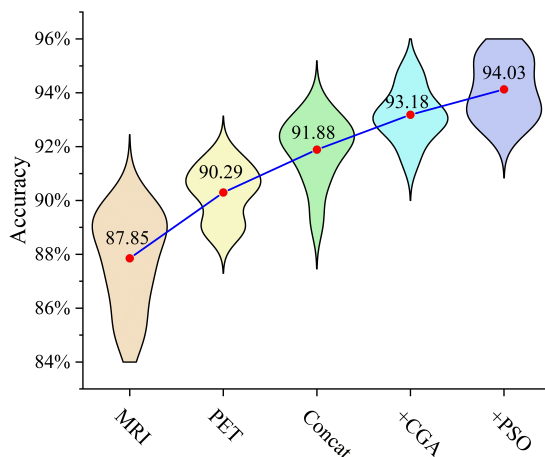 96%
94%
92%
90%
88%
86%
84%
Accuracy
87.85
90.29
91.88
93.18
94.03
MRI
PET
Concat
+CGA
+PSO